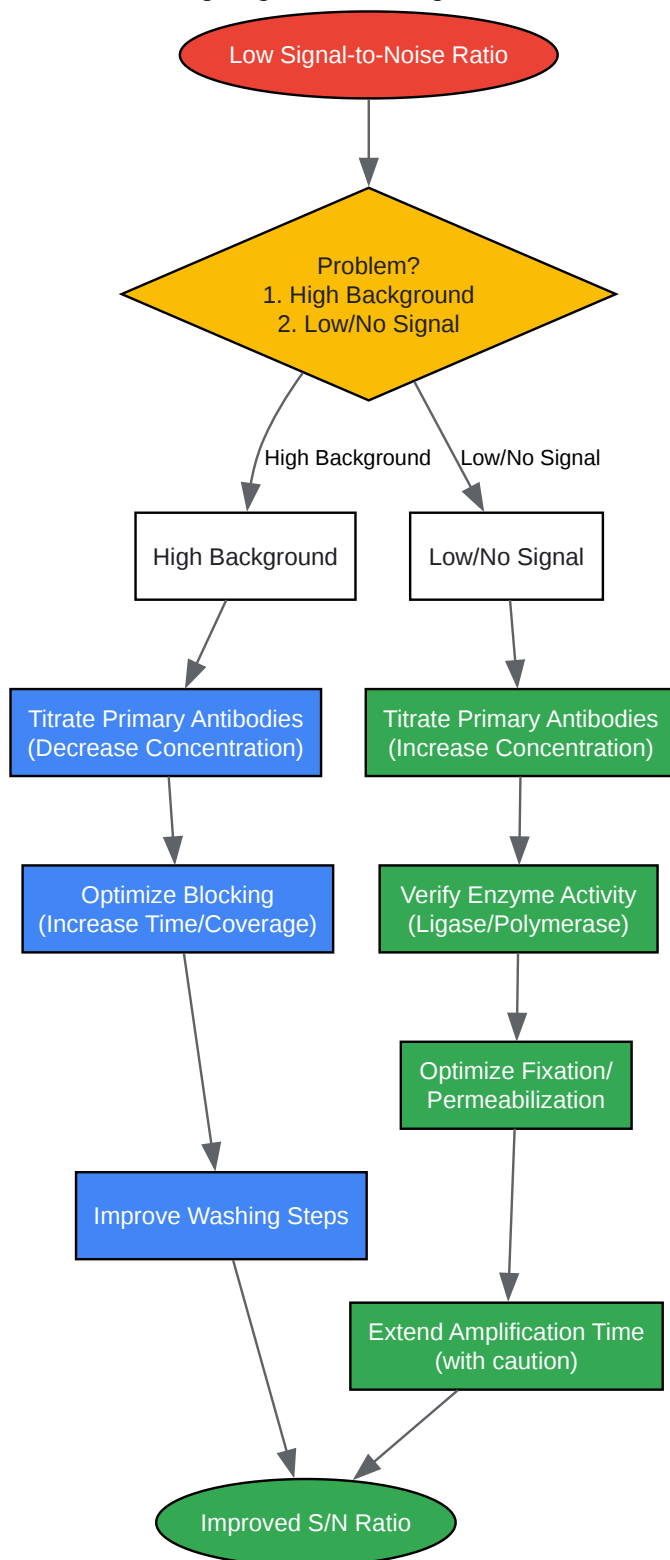 Low Signal-to-Noise Ratio
Problem?
1. High Background
2. Low/No Signal
High Background
Low/No Signal
High Background
Low/No Signal
Titrate Primary Antibodies
(Decrease Concentration)
Titrate Primary Antibodies
(Increase Concentration)
Optimize Blocking
(Increase Time/Coverage)
Verify Enzyme Activity
(Ligase/Polymerase)
Optimize Fixation/
Permeabilization
Improve Washing Steps
Extend Amplification Time
(with caution)
Improved S/N Ratio